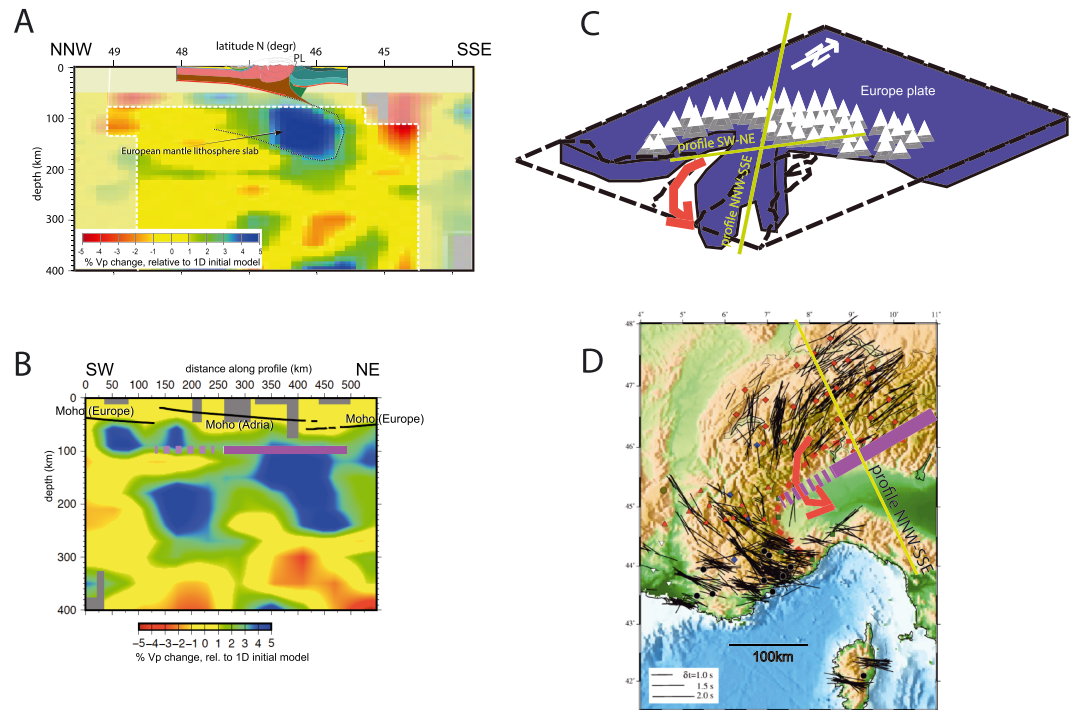 A
NNW
SSE
latitude N (degr)
49
48
46
45
PL
0
100
200
300
400
depth (km)
European mantle lithosphere slab
-5 -4 -3 -2 -1 0 1 2 3 4 5
% Vp change, relative to 1D initial model
B
SW
NE
distance along profile (km)
0 50 100 150 200 250 300 350 400 450 500
Moho (Europe)
Moho (Adria)
Moho (Europe)
0
100
200
300
400
depth (km)
−5−4−3−2−1 0 1 2 3 4 5
% Vp change, rel. to 1D initial model
C
N
Europe plate
profile SW-NE
profile NNW-SSE
D
4° 5° 6° 7° 8° 9° 10° 11°
48°
47°
46°
45°
44°
43°
42°
profile NNW-SSE
100km
δt=1.0 s
1.5 s
2.0 s